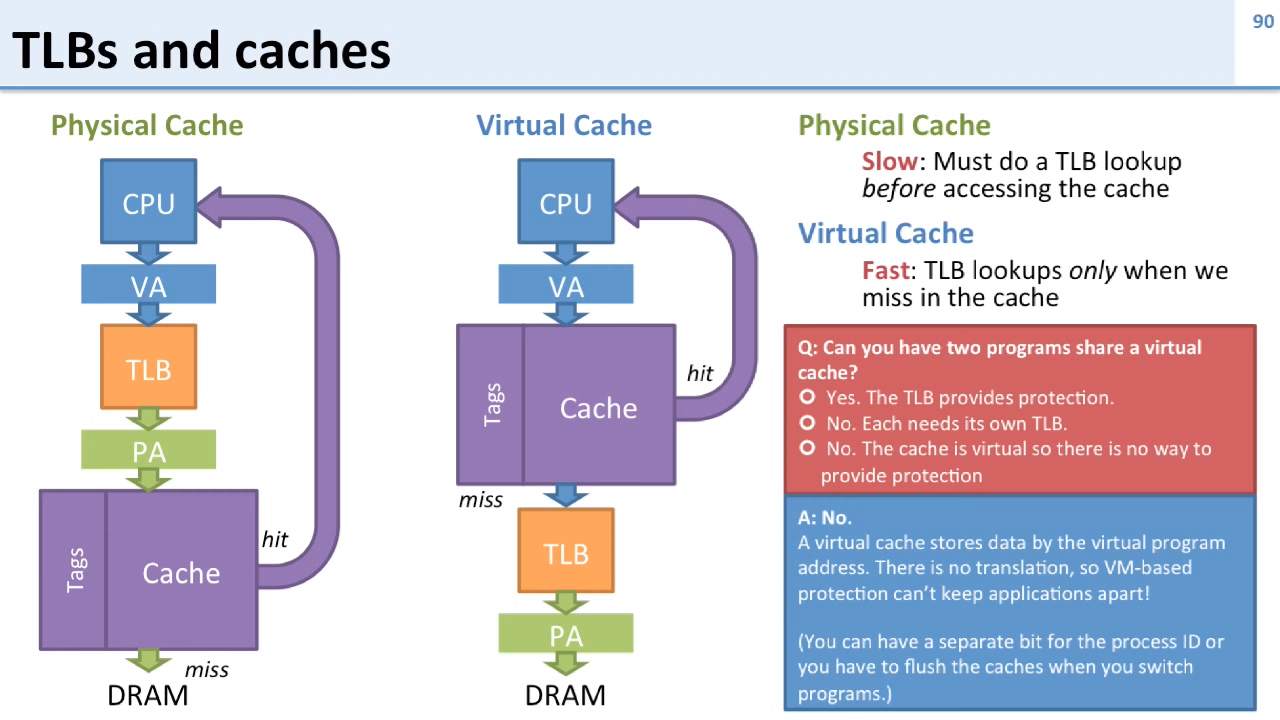 TLBs and caches
90
Physical Cache
CPU
VA
TLB
PA
Tags
Cache
hit
miss
DRAM
Virtual Cache
CPU
VA
Tags
Cache
hit
miss
TLB
PA
DRAM
Physical Cache
Slow: Must do a TLB lookup
before accessing the cache
Virtual Cache
Fast: TLB lookups only when we
miss in the cache
Q: Can you have two programs share a virtual
cache?
Yes. The TLB provides protection.
No. Each needs its own TLB.
No. The cache is virtual so there is no way to
provide protection
A: No.
A virtual cache stores data by the virtual program
address. There is no translation, so VM-based
protection can't keep applications apart!
(You can have a separate bit for the process ID or
you have to flush the caches when you switch
programs.)